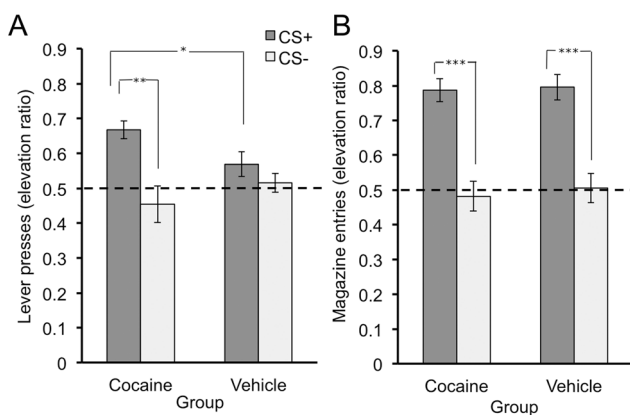 A
B
*
CS+
CS-
**
***
***
Lever presses (elevation ratio)
0.9
0.8
0.7
0.6
0.5
0.4
0.3
0.2
0.1
0
Cocaine
Vehicle
Group
Magazine entries (elevation ratio)
0.9
0.8
0.7
0.6
0.5
0.4
0.3
0.2
0.1
0
Cocaine
Vehicle
Group